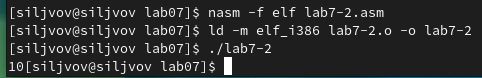 [siljvov@siljvov lab07]$ nasm -f elf lab7-2.asm
[siljvov@siljvov lab07]$ ld -m elf_i386 lab7-2.o -o lab7-2
[siljvov@siljvov lab07]$ ./lab7-2
10[siljvov@siljvov lab07]$